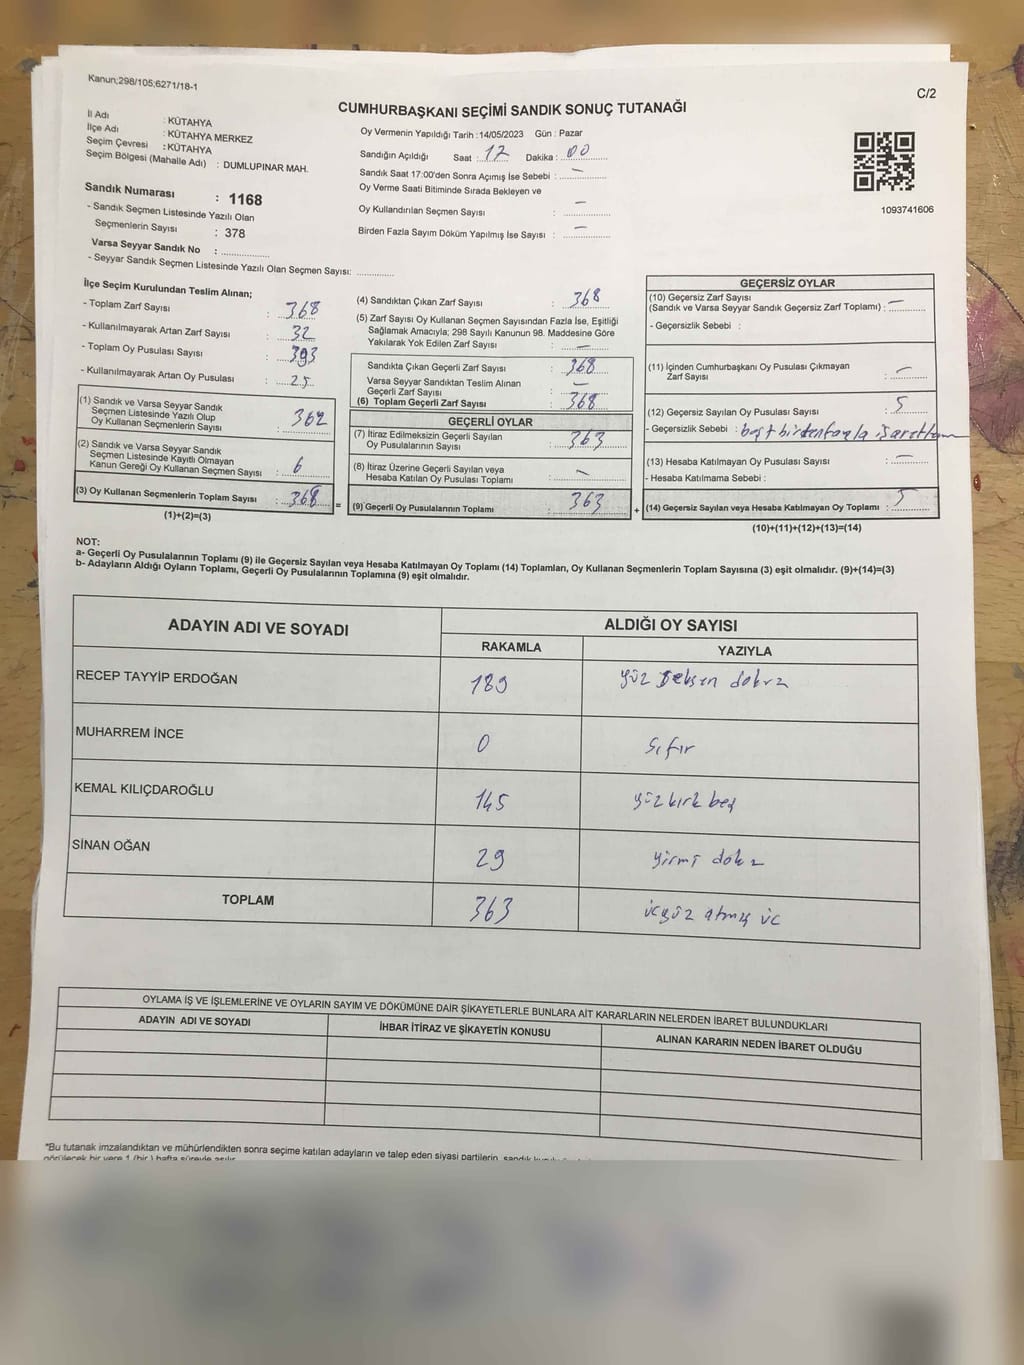 Kanun;298/105;6271/18-1
C/2
CUMHURBAŞKANI SEÇİMİ SANDIK SONUÇ TUTANAĞI
İl Adı : KÜTAHYA
İlçe Adı : KÜTAHYA MERKEZ
Seçim Çevresi : KÜTAHYA
Seçim Bölgesi (Mahalle Adı) : DUMLUPINAR MAH.
Sandık Numarası : 1168
- Sandık Seçmen Listesinde Yazılı Olan
Seçmenlerin Sayısı : 378
Varsa Seyyar Sandık No :
- Seyyar Sandık Seçmen Listesinde Yazılı Olan Seçmen Sayısı:
Oy Vermenin Yapıldığı Tarih :14/05/2023 Gün : Pazar
Sandığın Açıldığı Saat : 17 Dakika : 00
Sandık Saat 17:00'den Sonra Açımış İse Sebebi : —
Oy Verme Saati Bitiminde Sırada Bekleyen ve
Oy Kullandırılan Seçmen Sayısı : —
Birden Fazla Sayım Döküm Yapılmış İse Sayısı : —
1093741606
İlçe Seçim Kurulundan Teslim Alınan;
- Toplam Zarf Sayısı : 368
- Kullanılmayarak Artan Zarf Sayısı : 32
- Toplam Oy Pusulası Sayısı : 393
- Kullanılmayarak Artan Oy Pusulası : 25
(1) Sandık ve Varsa Seyyar Sandık
Seçmen Listesinde Yazılı Olup
Oy Kullanan Seçmenlerin Sayısı : 362
(2) Sandık ve Varsa Seyyar Sandık
Seçmen Listesinde Kayıtlı Olmayan
Kanun Gereği Oy Kullanan Seçmen Sayısı : 6
(3) Oy Kullanan Seçmenlerin Toplam Sayısı : 368 =
(1)+(2)=(3)
(4) Sandıktan Çıkan Zarf Sayısı : 368
(5) Zarf Sayısı Oy Kullanan Seçmen Sayısından Fazla İse, Eşitliği
Sağlamak Amacıyla; 298 Sayılı Kanunun 98. Maddesine Göre
Yakılarak Yok Edilen Zarf Sayısı : —
Sandıkta Çıkan Geçerli Zarf Sayısı : 368
Varsa Seyyar Sandıktan Teslim Alınan
Geçerli Zarf Sayısı : —
(6) Toplam Geçerli Zarf Sayısı : 368
GEÇERLİ OYLAR
(7) İtiraz Edilmeksizin Geçerli Sayılan
Oy Pusulalarının Sayısı : 363
(8) İtiraz Üzerine Geçerli Sayılan veya
Hesaba Katılan Oy Pusulası Toplamı : —
(9) Geçerli Oy Pusulalarının Toplamı : 363 +
GEÇERSİZ OYLAR
(10) Geçersiz Zarf Sayısı
(Sandık ve Varsa Seyyar Sandık Geçersiz Zarf Toplamı) : —
- Geçersizlik Sebebi :
(11) İçinden Cumhurbaşkanı Oy Pusulası Çıkmayan
Zarf Sayısı : —
(12) Geçersiz Sayılan Oy Pusulası Sayısı : 5
- Geçersizlik Sebebi : boşt birden fazla işarettem
(13) Hesaba Katılmayan Oy Pusulası Sayısı : —
- Hesaba Katılmama Sebebi :
(14) Geçersiz Sayılan veya Hesaba Katılmayan Oy Toplamı : 5
(10)+(11)+(12)+(13)=(14)
NOT:
a- Geçerli Oy Pusulalarının Toplamı (9) ile Geçersiz Sayılan veya Hesaba Katılmayan Oy Toplamı (14) Toplamları, Oy Kullanan Seçmenlerin Toplam Sayısına (3) eşit olmalıdır. (9)+(14)=(3)
b- Adayların Aldığı Oyların Toplamı, Geçerli Oy Pusulalarının Toplamına (9) eşit olmalıdır.
ADAYIN ADI VE SOYADI
ALDIĞI OY SAYISI
RAKAMLA YAZIYLA
RECEP TAYYİP ERDOĞAN 189 yüz seksen dokuz
MUHARREM İNCE 0 sıfır
KEMAL KILIÇDAROĞLU 145 yüz kırk beş
SİNAN OĞAN 29 yirmi dokuz
TOPLAM 363 üçyüz atmış üç
OYLAMA İŞ VE İŞLEMLERİNE VE OYLARIN SAYIM VE DÖKÜMÜNE DAİR ŞİKAYETLERLE BUNLARA AİT KARARLARIN NELERDEN İBARET BULUNDUKLARI
ADAYIN ADI VE SOYADI İHBAR İTİRAZ VE ŞİKAYETİN KONUSU ALINAN KARARIN NEDEN İBARET OLDUĞU
*Bu tutanak imzalandıktan ve mühürlendikten sonra seçime katılan adayların ve talep eden siyasi partilerin, sandık